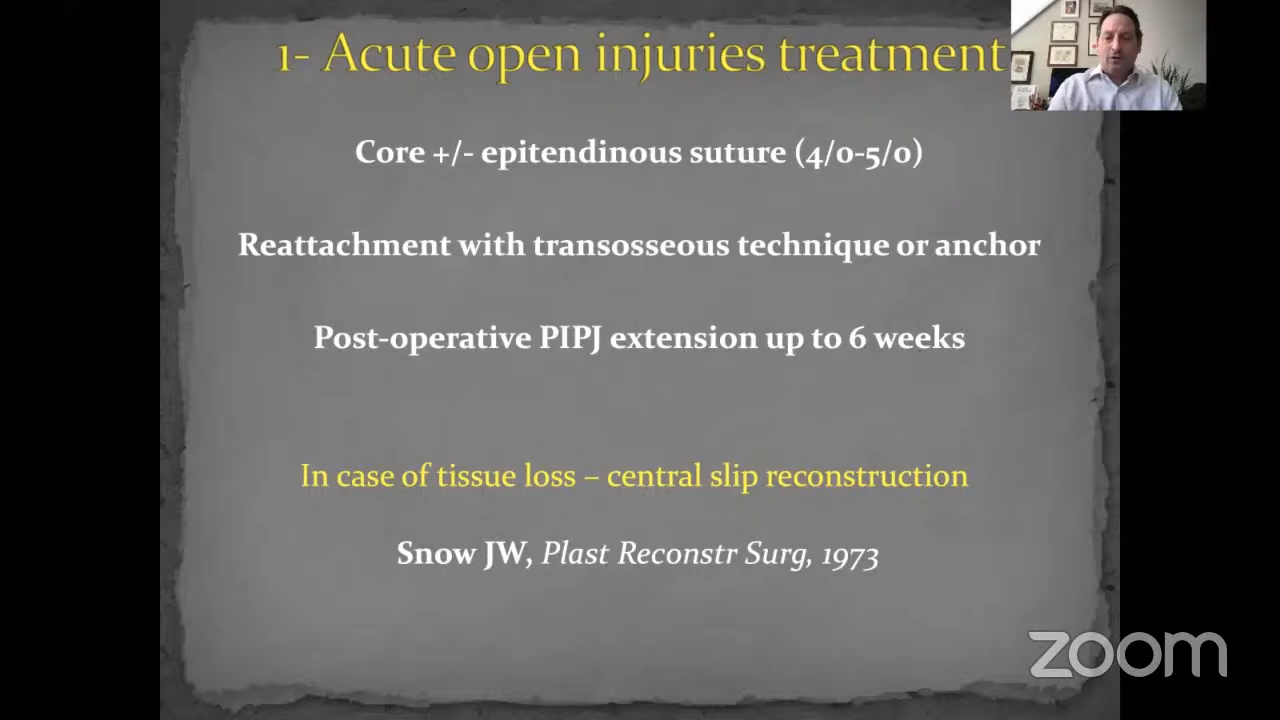 1- Acute open injuries treatment
Core +/- epitendinous suture (4/0-5/0)
Reattachment with transosseous technique or anchor
Post-operative PIPJ extension up to 6 weeks
In case of tissue loss – central slip reconstruction
Snow JW, Plast Reconstr Surg, 1973
zoom